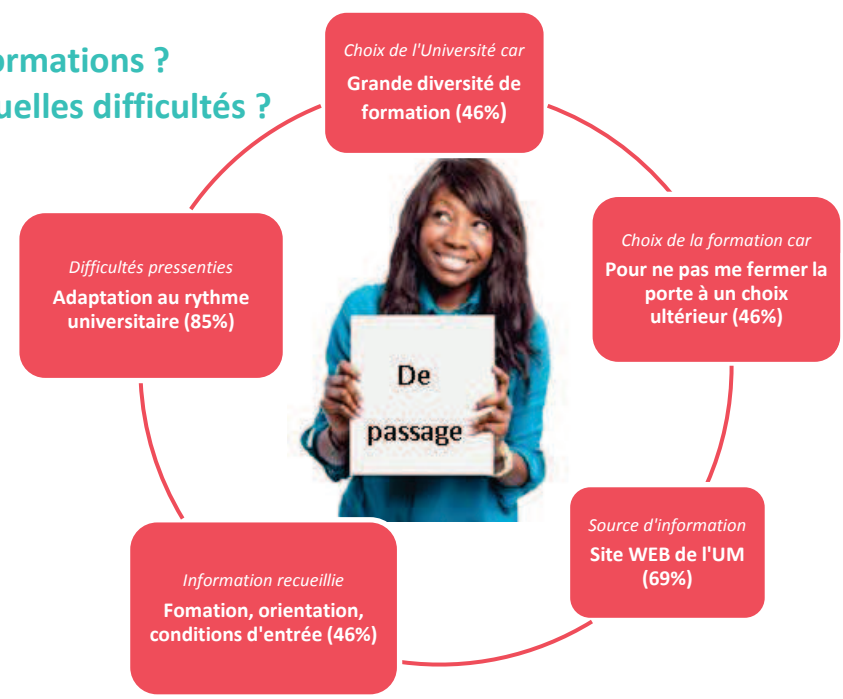 ormations ?
uelles difficultés ?
Choix de l'Université car
Grande diversité de
formation (46%)
Choix de la formation car
Pour ne pas me fermer la
porte à un choix
ultérieur (46%)
Source d'information
Site WEB de l'UM
(69%)
Information recueillie
Fomation, orientation,
conditions d'entrée (46%)
Difficultés pressenties
Adaptation au rythme
universitaire (85%)
De
passage